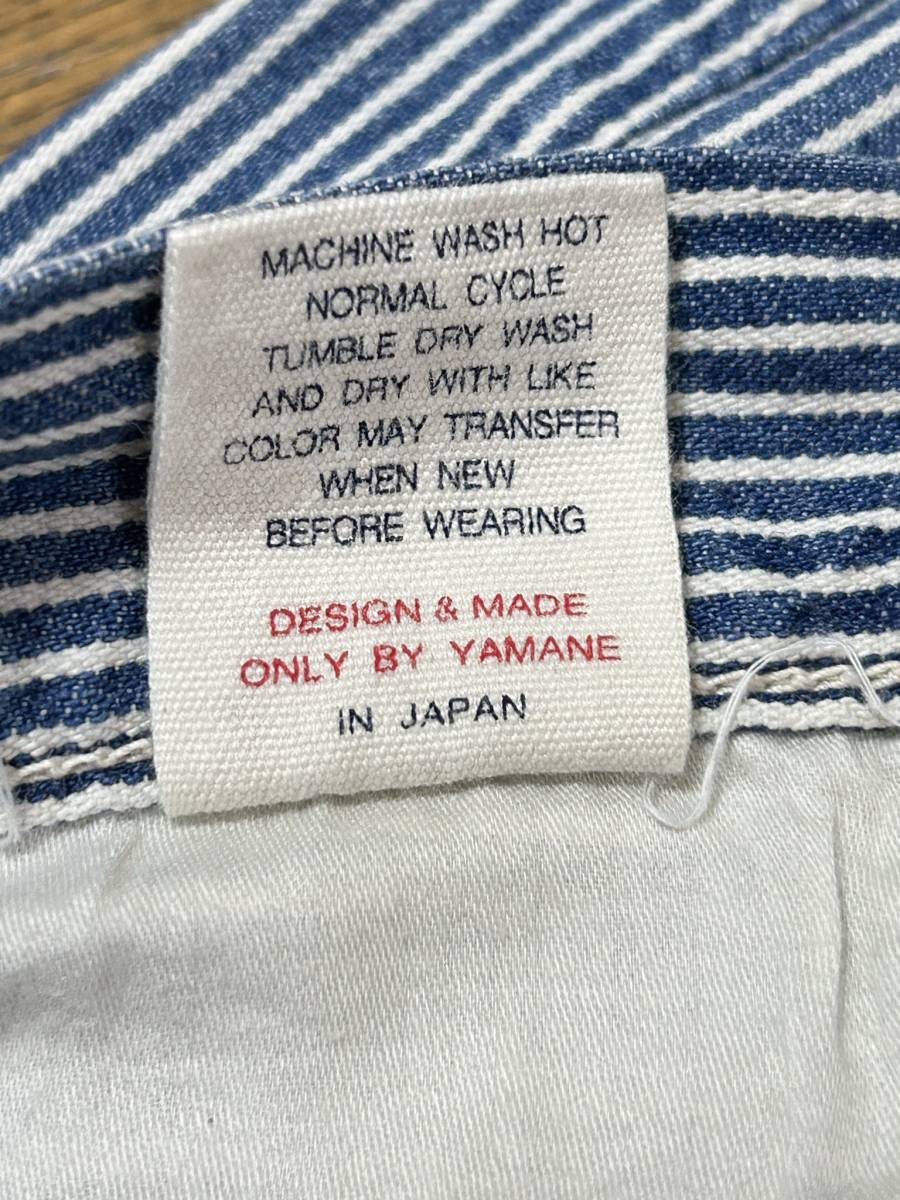 MACHINE WASH HOT
NORMAL CYCLE
TUMBLE DRY WASH
AND DRY WITH LIKE
COLOR MAY TRANSFER
WHEN NEW
BEFORE WEARING
DESIGN & MADE
ONLY BY YAMANE
IN JAPAN